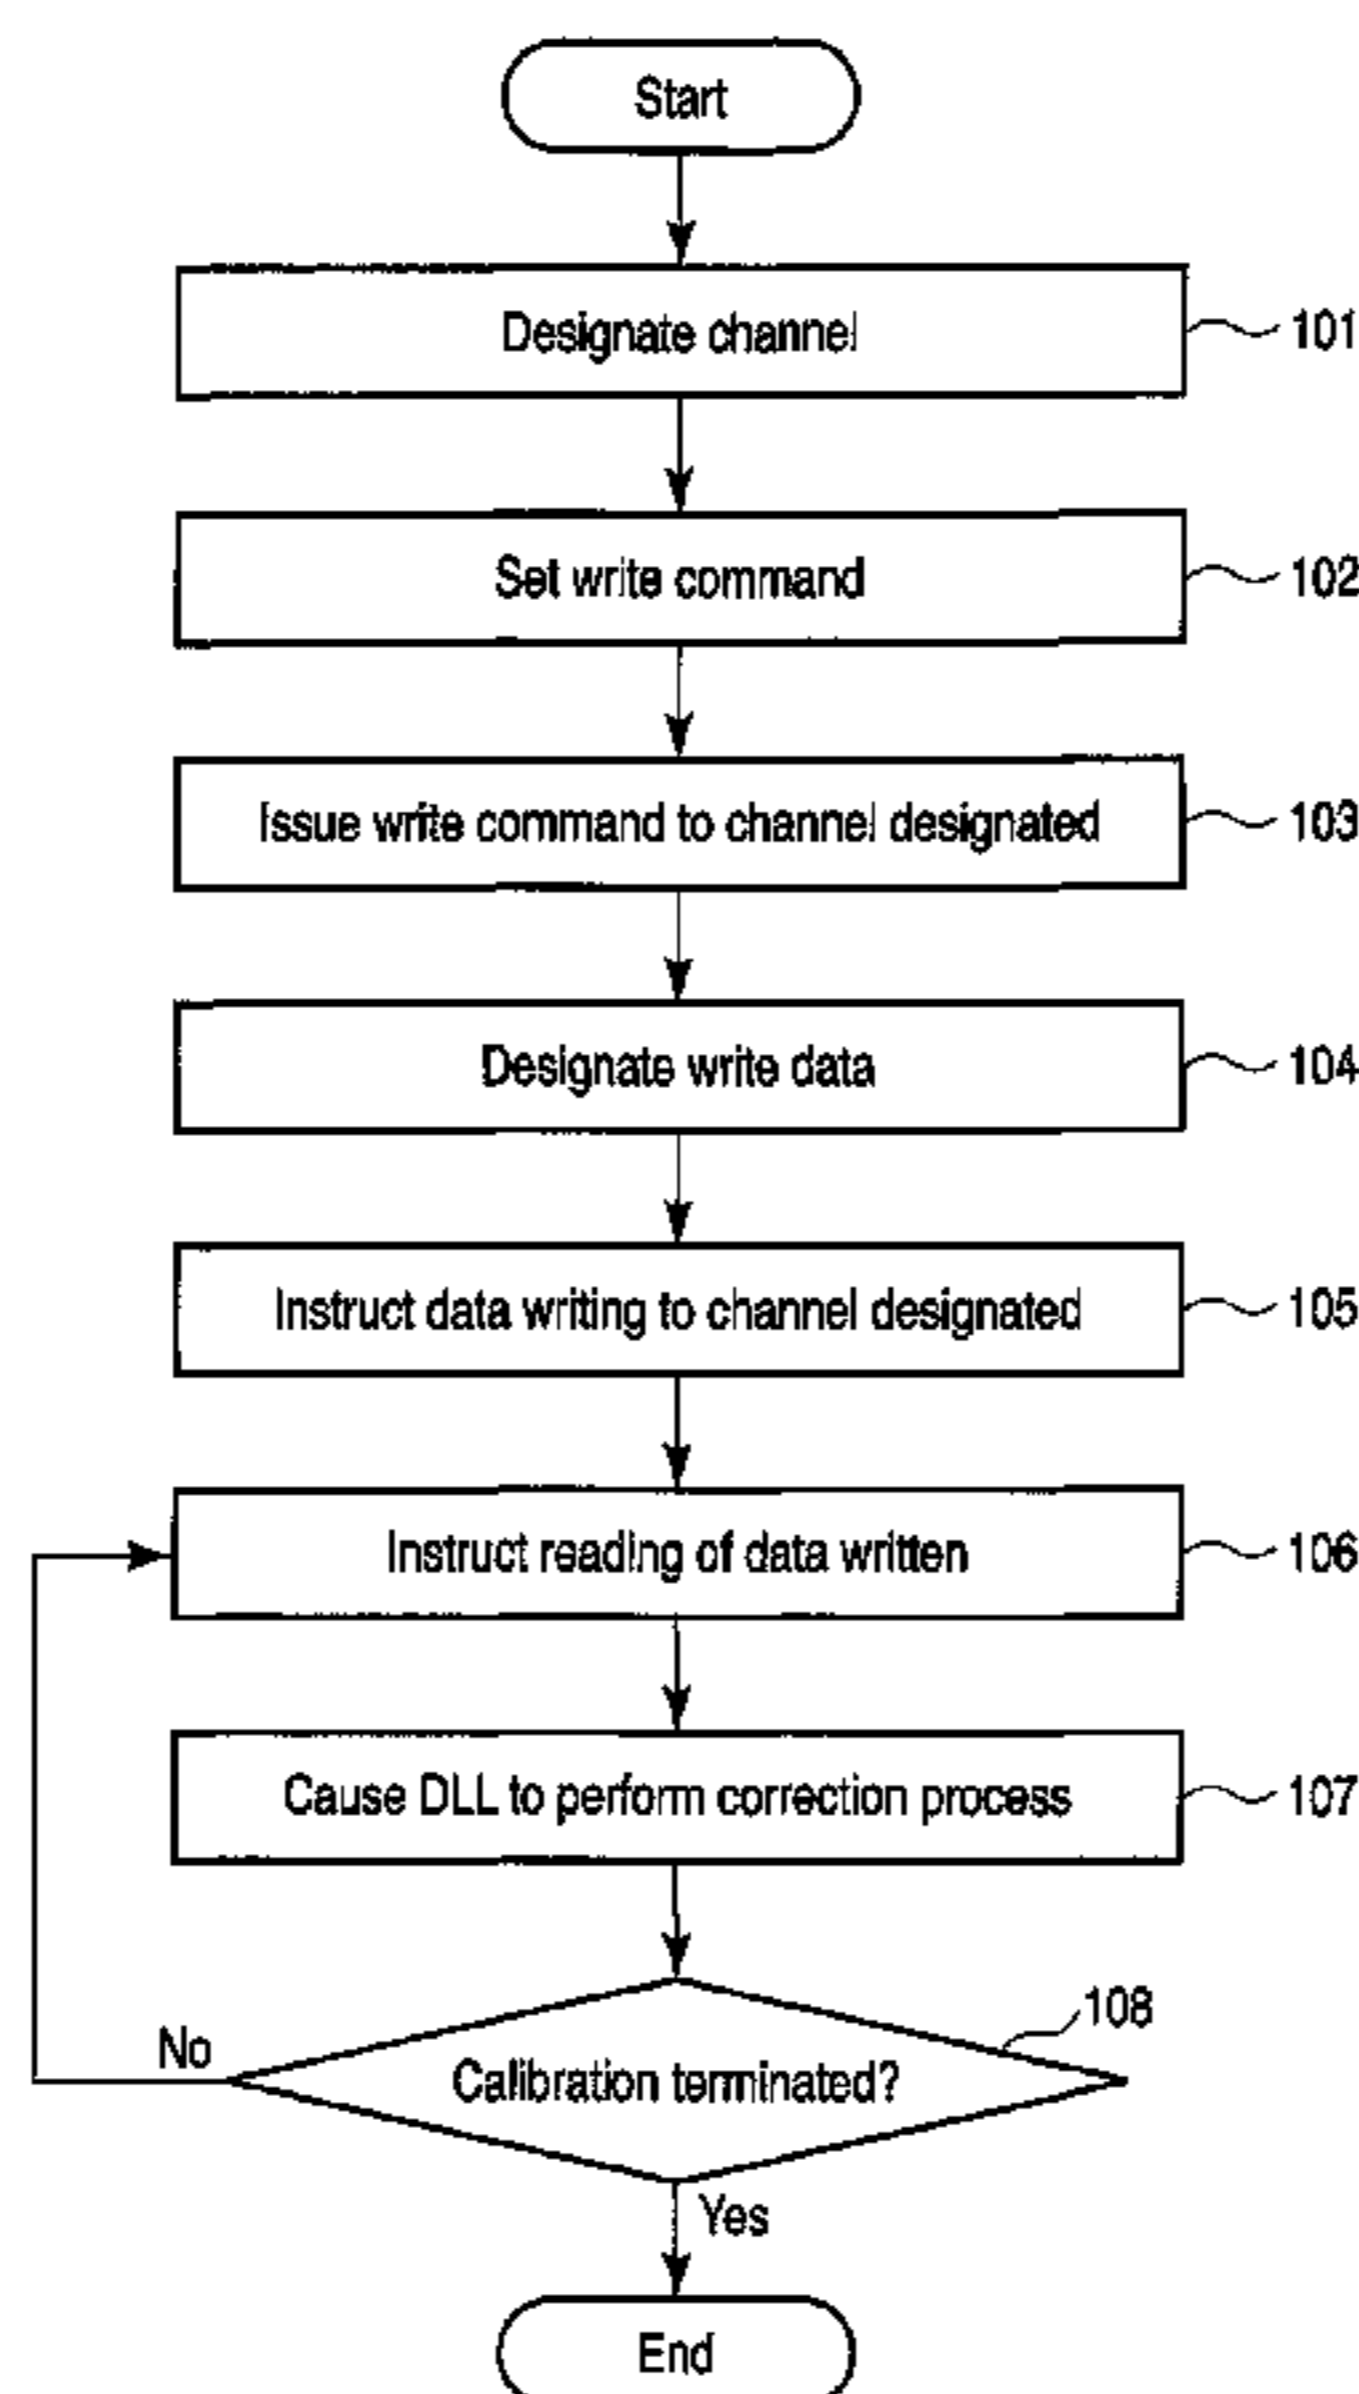 Start
Designate channel
101
Set write command
102
Issue write command to channel designated
103
Designate write data
104
Instruct data writing to channel designated
105
Instruct reading of data written
106
Cause DLL to perform correction process
107
108
No
Calibration terminated?
Yes
End